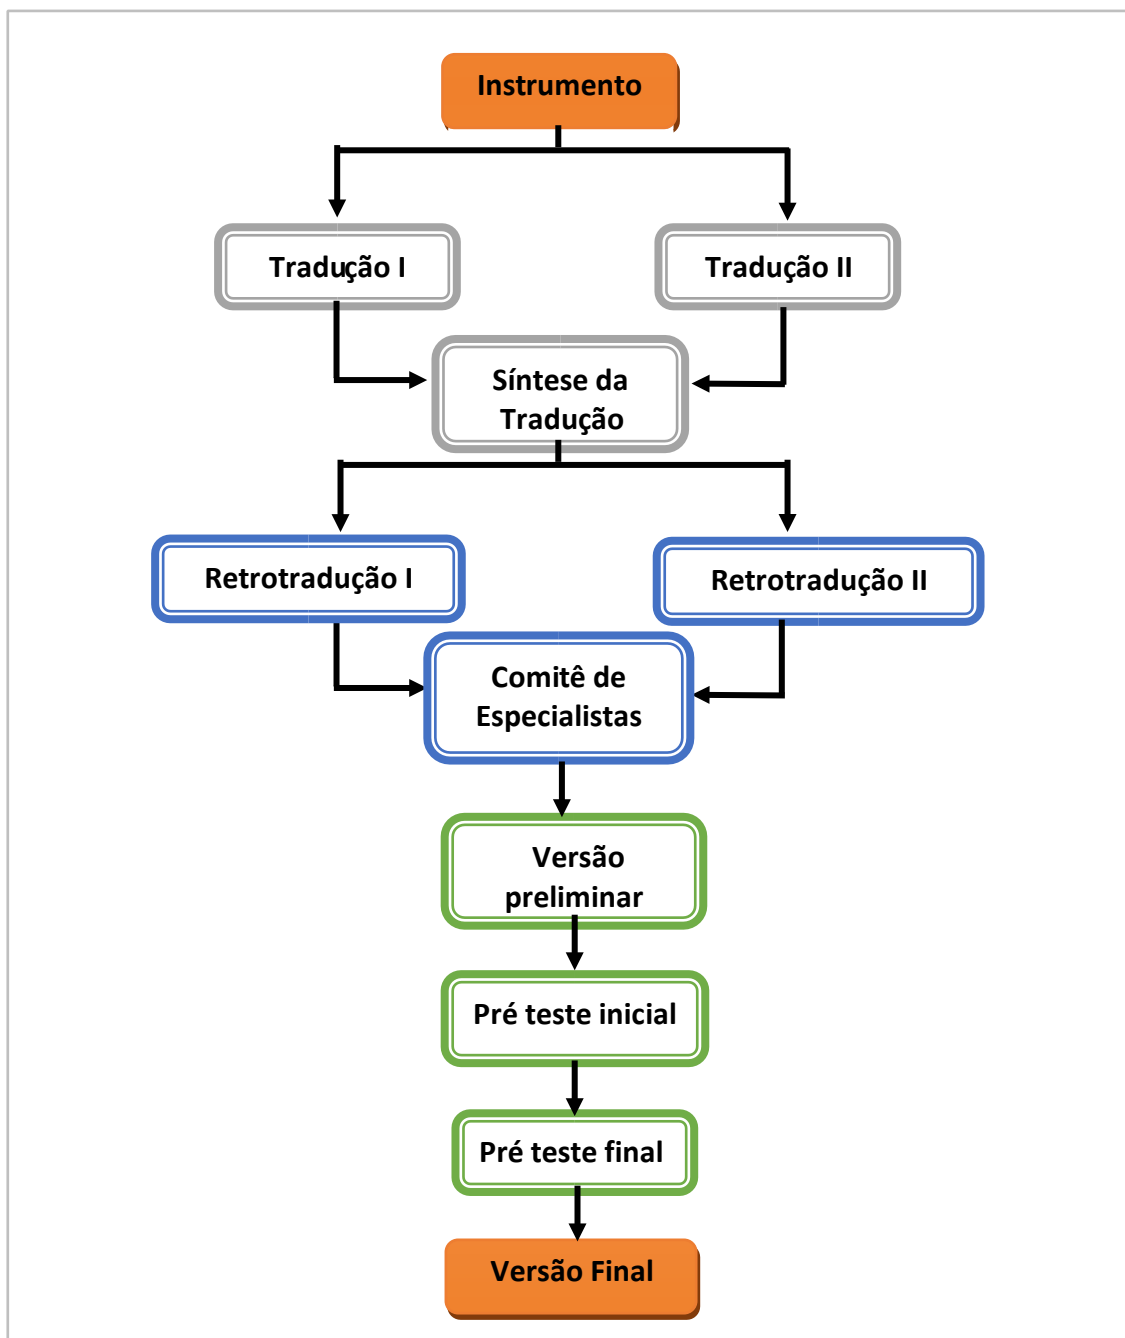 Instrumento
Tradução I
Tradução II
Síntese da
Tradução
Retrotradução I
Retrotradução II
Comitê de
Especialistas
Versão
preliminar
Pré teste inicial
Pré teste final
Versão Final